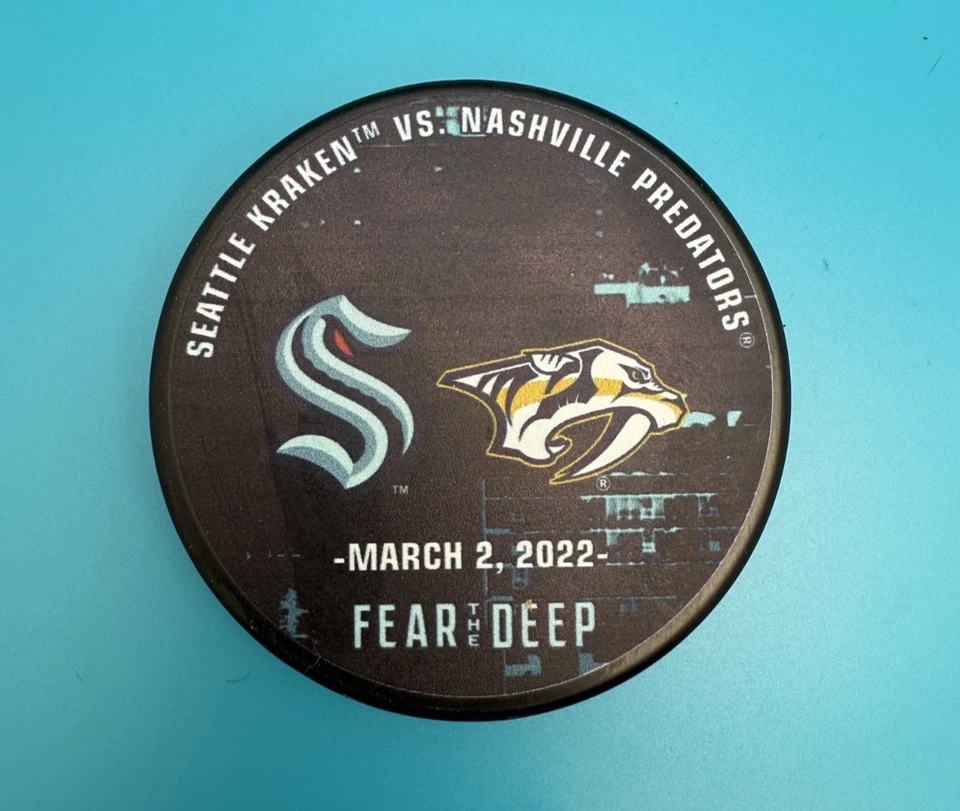 SEATTLE KRAKEN™ VS. NASHVILLE PREDATORS®
TM
®
-MARCH 2, 2022-
FEAR THE DEEP